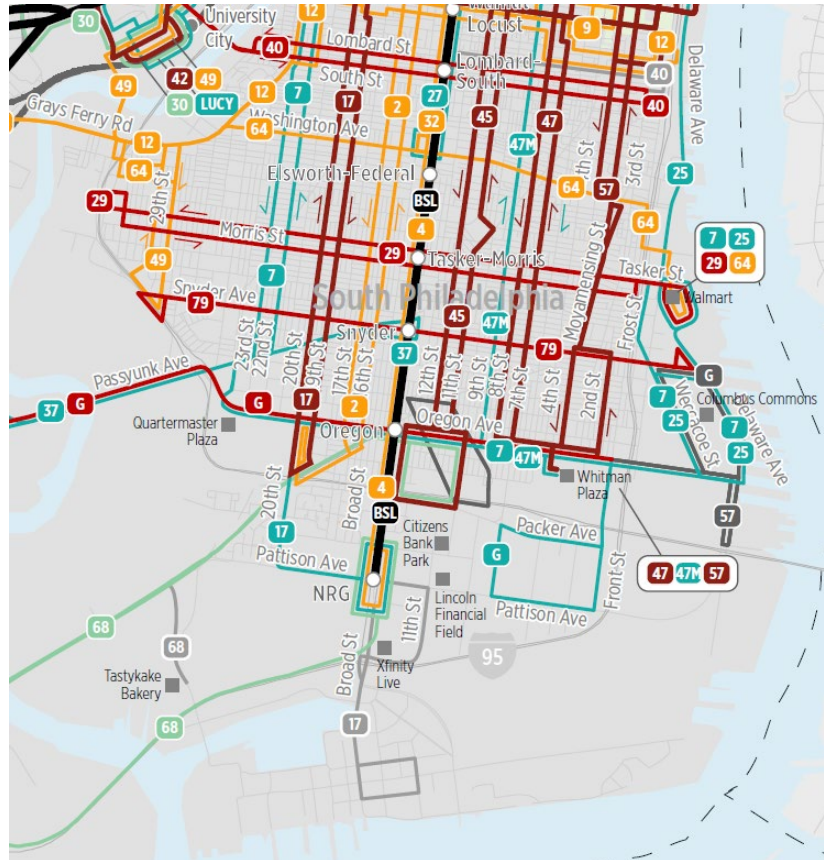 30
University
City
12
Walnut
Locust
9
12
Delaware Ave
40
Lombard St
Lombard-
South
40
42
49
30
LUCY
49
South St
27
40
Grays Ferry Rd
12
7
17
2
32
45
47
64
Washington Ave
47M
3rd St
25
12
64
Elsworth-Federal
57
64
BSL
29
29th St
4
Moyamensing St
7
25
29
64
Morris St
29
Tasker-Morris
Tasker St
49
7
Walmart
Snyder Ave
South Philadelphia
79
45
47M
Snyder
37
79
Frost St
23rd St
22nd St
20th St
19th St
17th St
16th St
12th St
11th St
9th St
8th St
7th St
4th St
2nd St
Passyunk Ave
G
Columbus Commons
37
G
G
17
2
7
25
Weccacoe St
7
25
Delaware Ave
Quartermaster
Plaza
Oregon
Oregon Ave
7
47M
Whitman
Plaza
4
BSL
Broad St
20th St
57
17
Citizens
Bank
Park
Packer Ave
G
Pattison Ave
47
47M
57
NRG
Lincoln
Financial
Field
Pattison Ave
Front St
68
68
Broad St
11th St
Xfinity
Live
95
Tastykake
Bakery
68
17